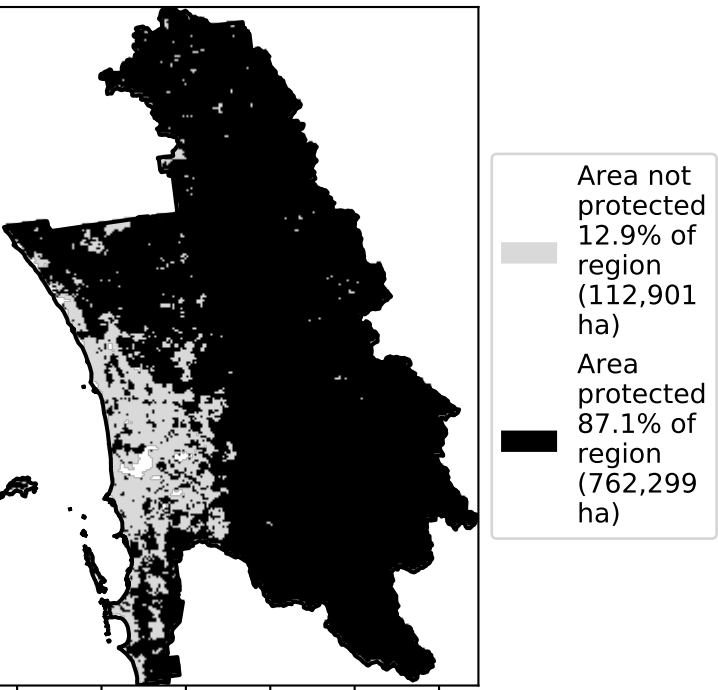 Area not
protected
12.9% of
region
(112,901
ha)
Area
protected
87.1% of
region
(762,299
ha)